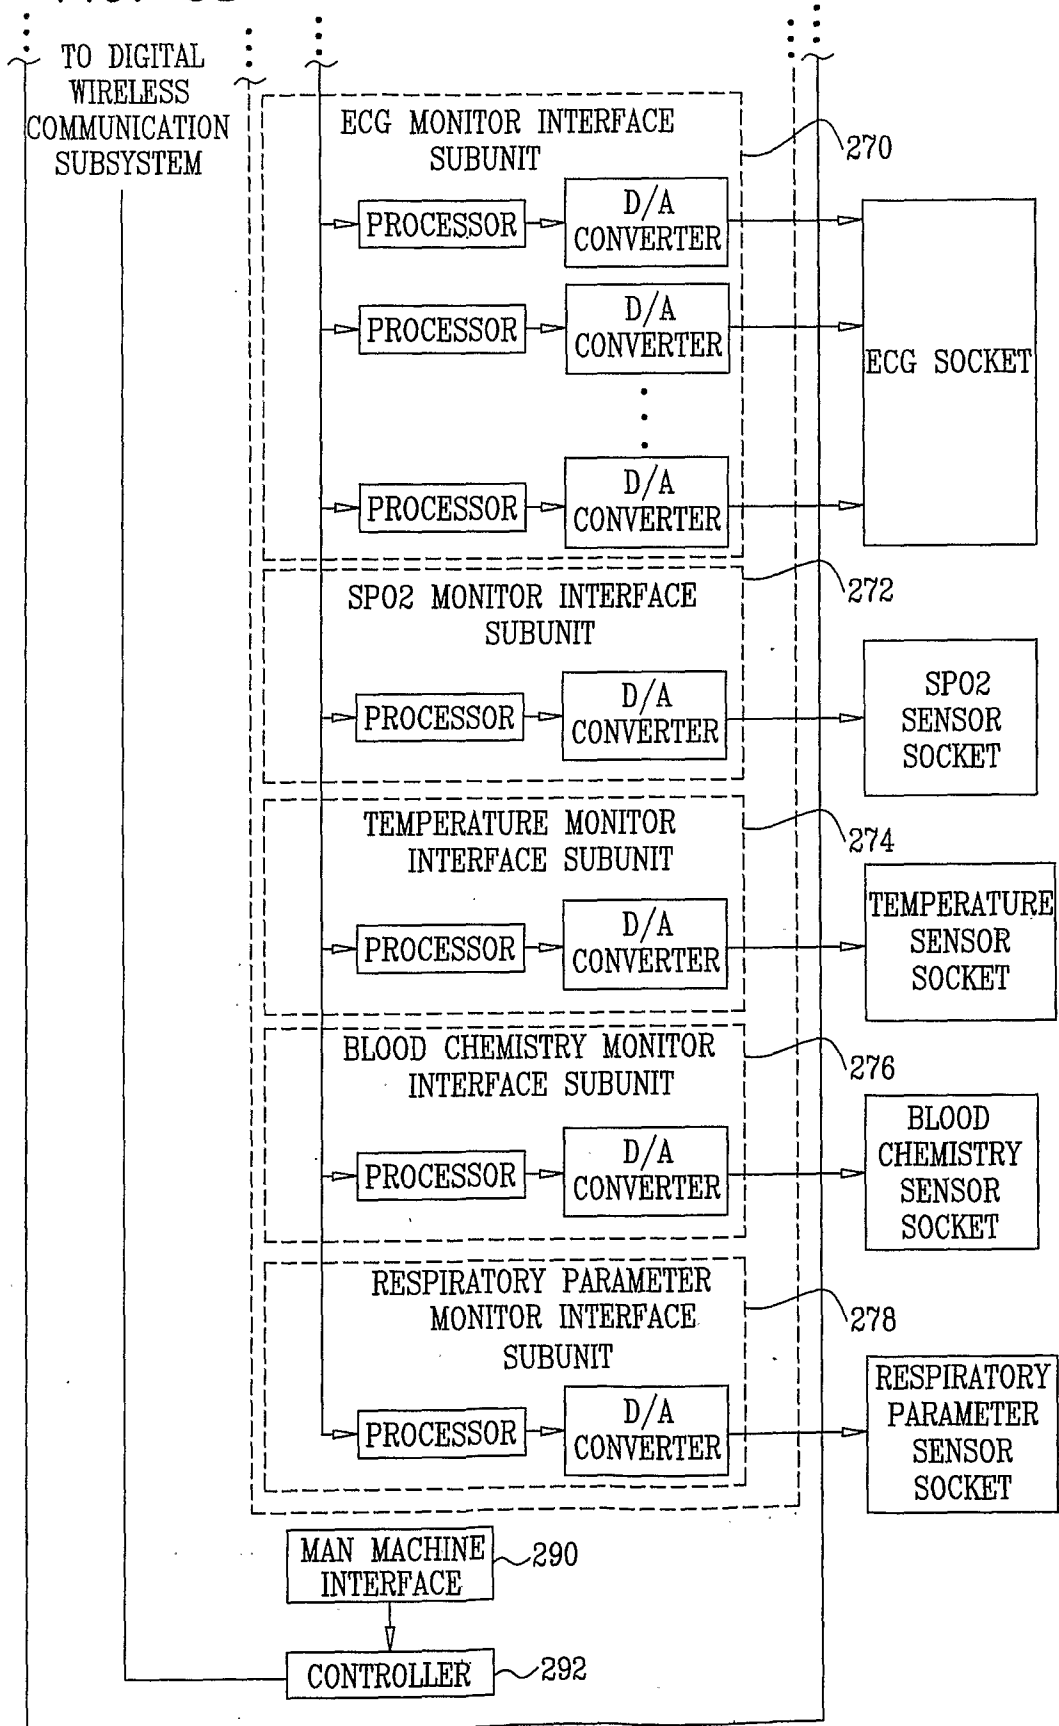 TO DIGITAL
WIRELESS
COMMUNICATION
SUBSYSTEM
ECG MONITOR INTERFACE
SUBUNIT
270
PROCESSOR
D/A
CONVERTER
PROCESSOR
D/A
CONVERTER
ECG SOCKET
PROCESSOR
D/A
CONVERTER
272
SPO2 MONITOR INTERFACE
SUBUNIT
PROCESSOR
D/A
CONVERTER
SPO2
SENSOR
SOCKET
TEMPERATURE MONITOR
INTERFACE SUBUNIT
274
PROCESSOR
D/A
CONVERTER
TEMPERATURE
SENSOR
SOCKET
BLOOD CHEMISTRY MONITOR
INTERFACE SUBUNIT
276
PROCESSOR
D/A
CONVERTER
BLOOD
CHEMISTRY
SENSOR
SOCKET
RESPIRATORY PARAMETER
MONITOR INTERFACE
SUBUNIT
278
PROCESSOR
D/A
CONVERTER
RESPIRATORY
PARAMETER
SENSOR
SOCKET
MAN MACHINE
INTERFACE
290
CONTROLLER
292